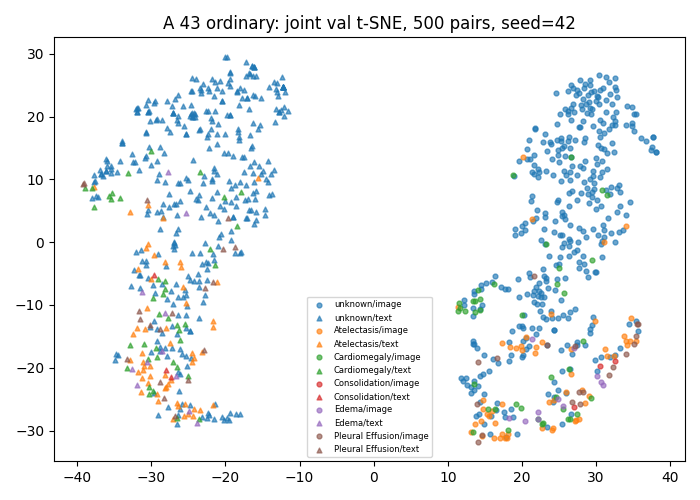 A 43 ordinary: joint val t-SNE, 500 pairs, seed=42
30
20
10
0
−10
−20
−30
unknown/image
unknown/text
Atelectasis/image
Atelectasis/text
Cardiomegaly/image
Cardiomegaly/text
Consolidation/image
Consolidation/text
Edema/image
Edema/text
Pleural Effusion/image
Pleural Effusion/text
−40 −30 −20 −10 0 10 20 30 40